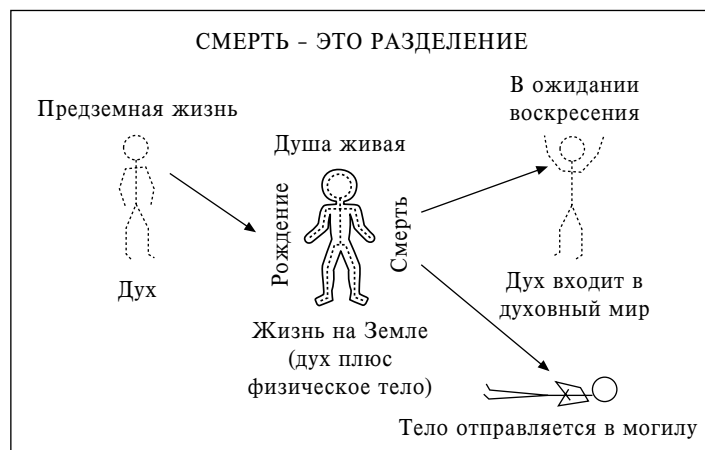 СМЕРТЬ – ЭТО РАЗДЕЛЕНИЕ
Предземная жизнь
Дух
Душа живая
Рождение
Смерть
Жизнь на Земле
(дух плюс
физическое тело)
В ожидании
воскресения
Дух входит в
духовный мир
Тело отправляется в могилу